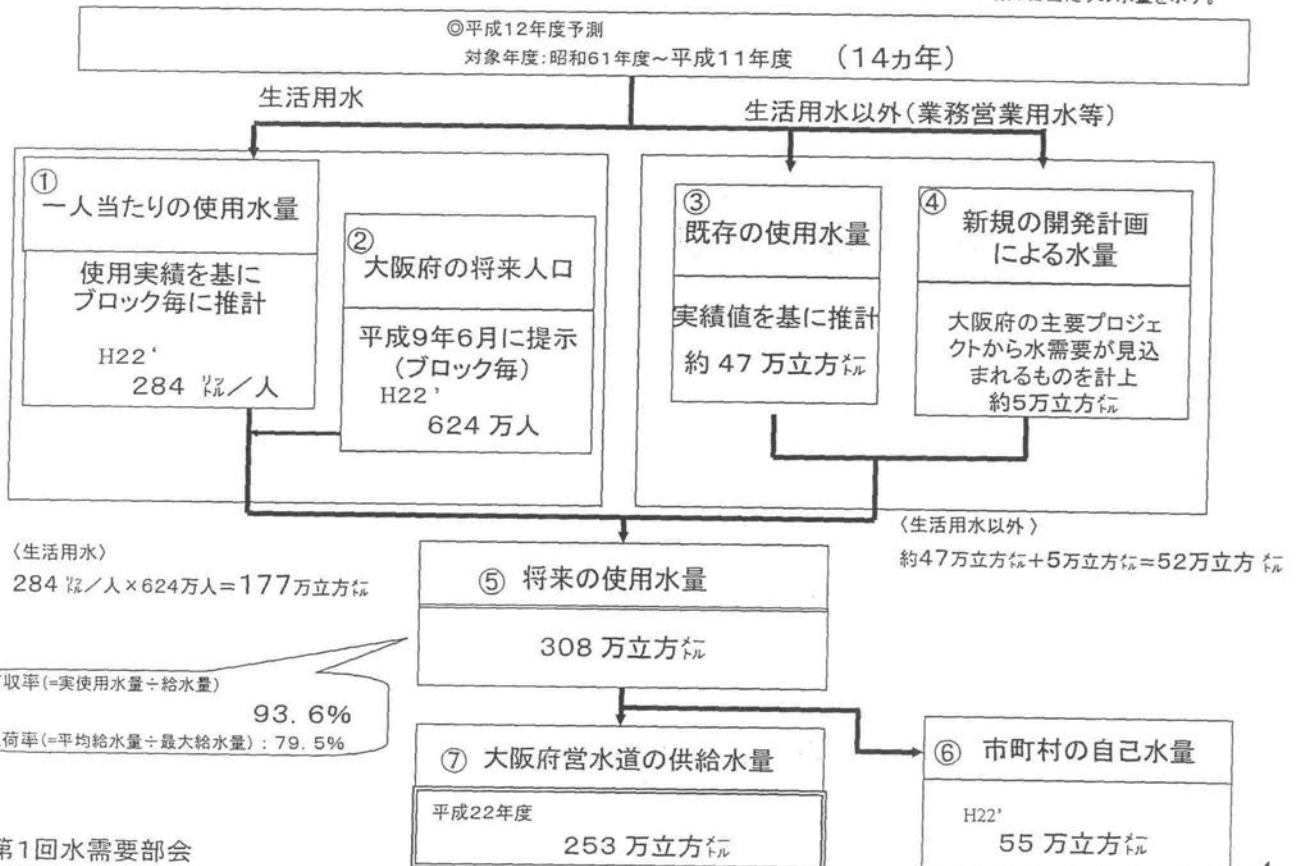 ◎平成12年度予測
対象年度:昭和61年度～平成11年度 (14ヵ年)
生活用水
生活用水以外(業務営業用水等)
①
一人当たりの使用水量
使用実績を基に
ブロック毎に推計
H22‘
284 リットル／人
②
大阪府の将来人口
平成9年6月に提示
(ブロック毎)
H22’
624 万人
③
既存の使用水量
実績値を基に推計
約 47 万立方メートル
④
新規の開発計画
による水量
大阪府の主要プロジェ
クトから水需要が見込
まれるものを計上
約5万立方メートル
〈生活用水〉
284 リットル／人×624万人＝177万立方メートル
〈生活用水以外 〉
約47万立方メートル+5万立方メートル=52万立方 メートル
⑤ 将来の使用水量
308 万立方メートル
収率(=実使用水量÷給水量)
93. 6%
荷率(=平均給水量÷最大給水量) : 79. 5%
⑦ 大阪府営水道の供給水量
平成22年度
253 万立方メートル
⑥ 市町村の自己水量
H22’
55 万立方メートル
第1回水需要部会